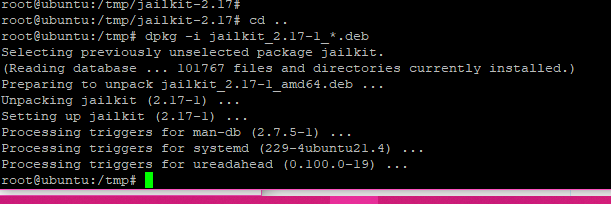 root@ubuntu:/tmp/jailkit-2.17#
root@ubuntu:/tmp/jailkit-2.17# cd ..
root@ubuntu:/tmp# dpkg -i jailkit_2.17-1_*.deb
Selecting previously unselected package jailkit.
(Reading database ... 101767 files and directories currently installed.)
Preparing to unpack jailkit_2.17-1_amd64.deb ...
Unpacking jailkit (2.17-1) ...
Setting up jailkit (2.17-1) ...
Processing triggers for man-db (2.7.5-1) ...
Processing triggers for systemd (229-4ubuntu21.4) ...
Processing triggers for ureadahead (0.100.0-19) ...
root@ubuntu:/tmp#